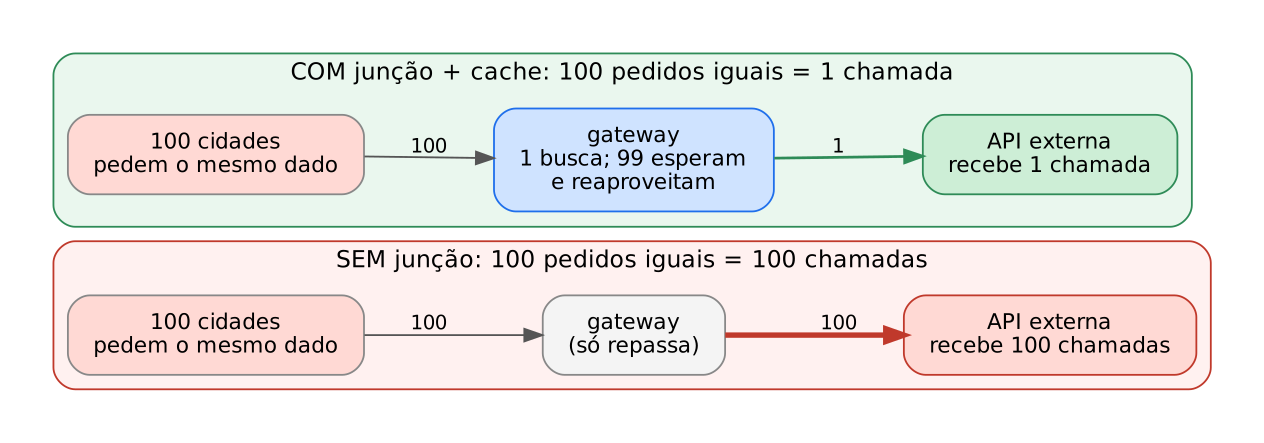 COM junção + cache: 100 pedidos iguais = 1 chamada
100 cidades
pedem o mesmo dado
100
gateway
1 busca; 99 esperam
e reaproveitam
1
API externa
recebe 1 chamada
SEM junção: 100 pedidos iguais = 100 chamadas
100 cidades
pedem o mesmo dado
100
gateway
(só repassa)
100
API externa
recebe 100 chamadas